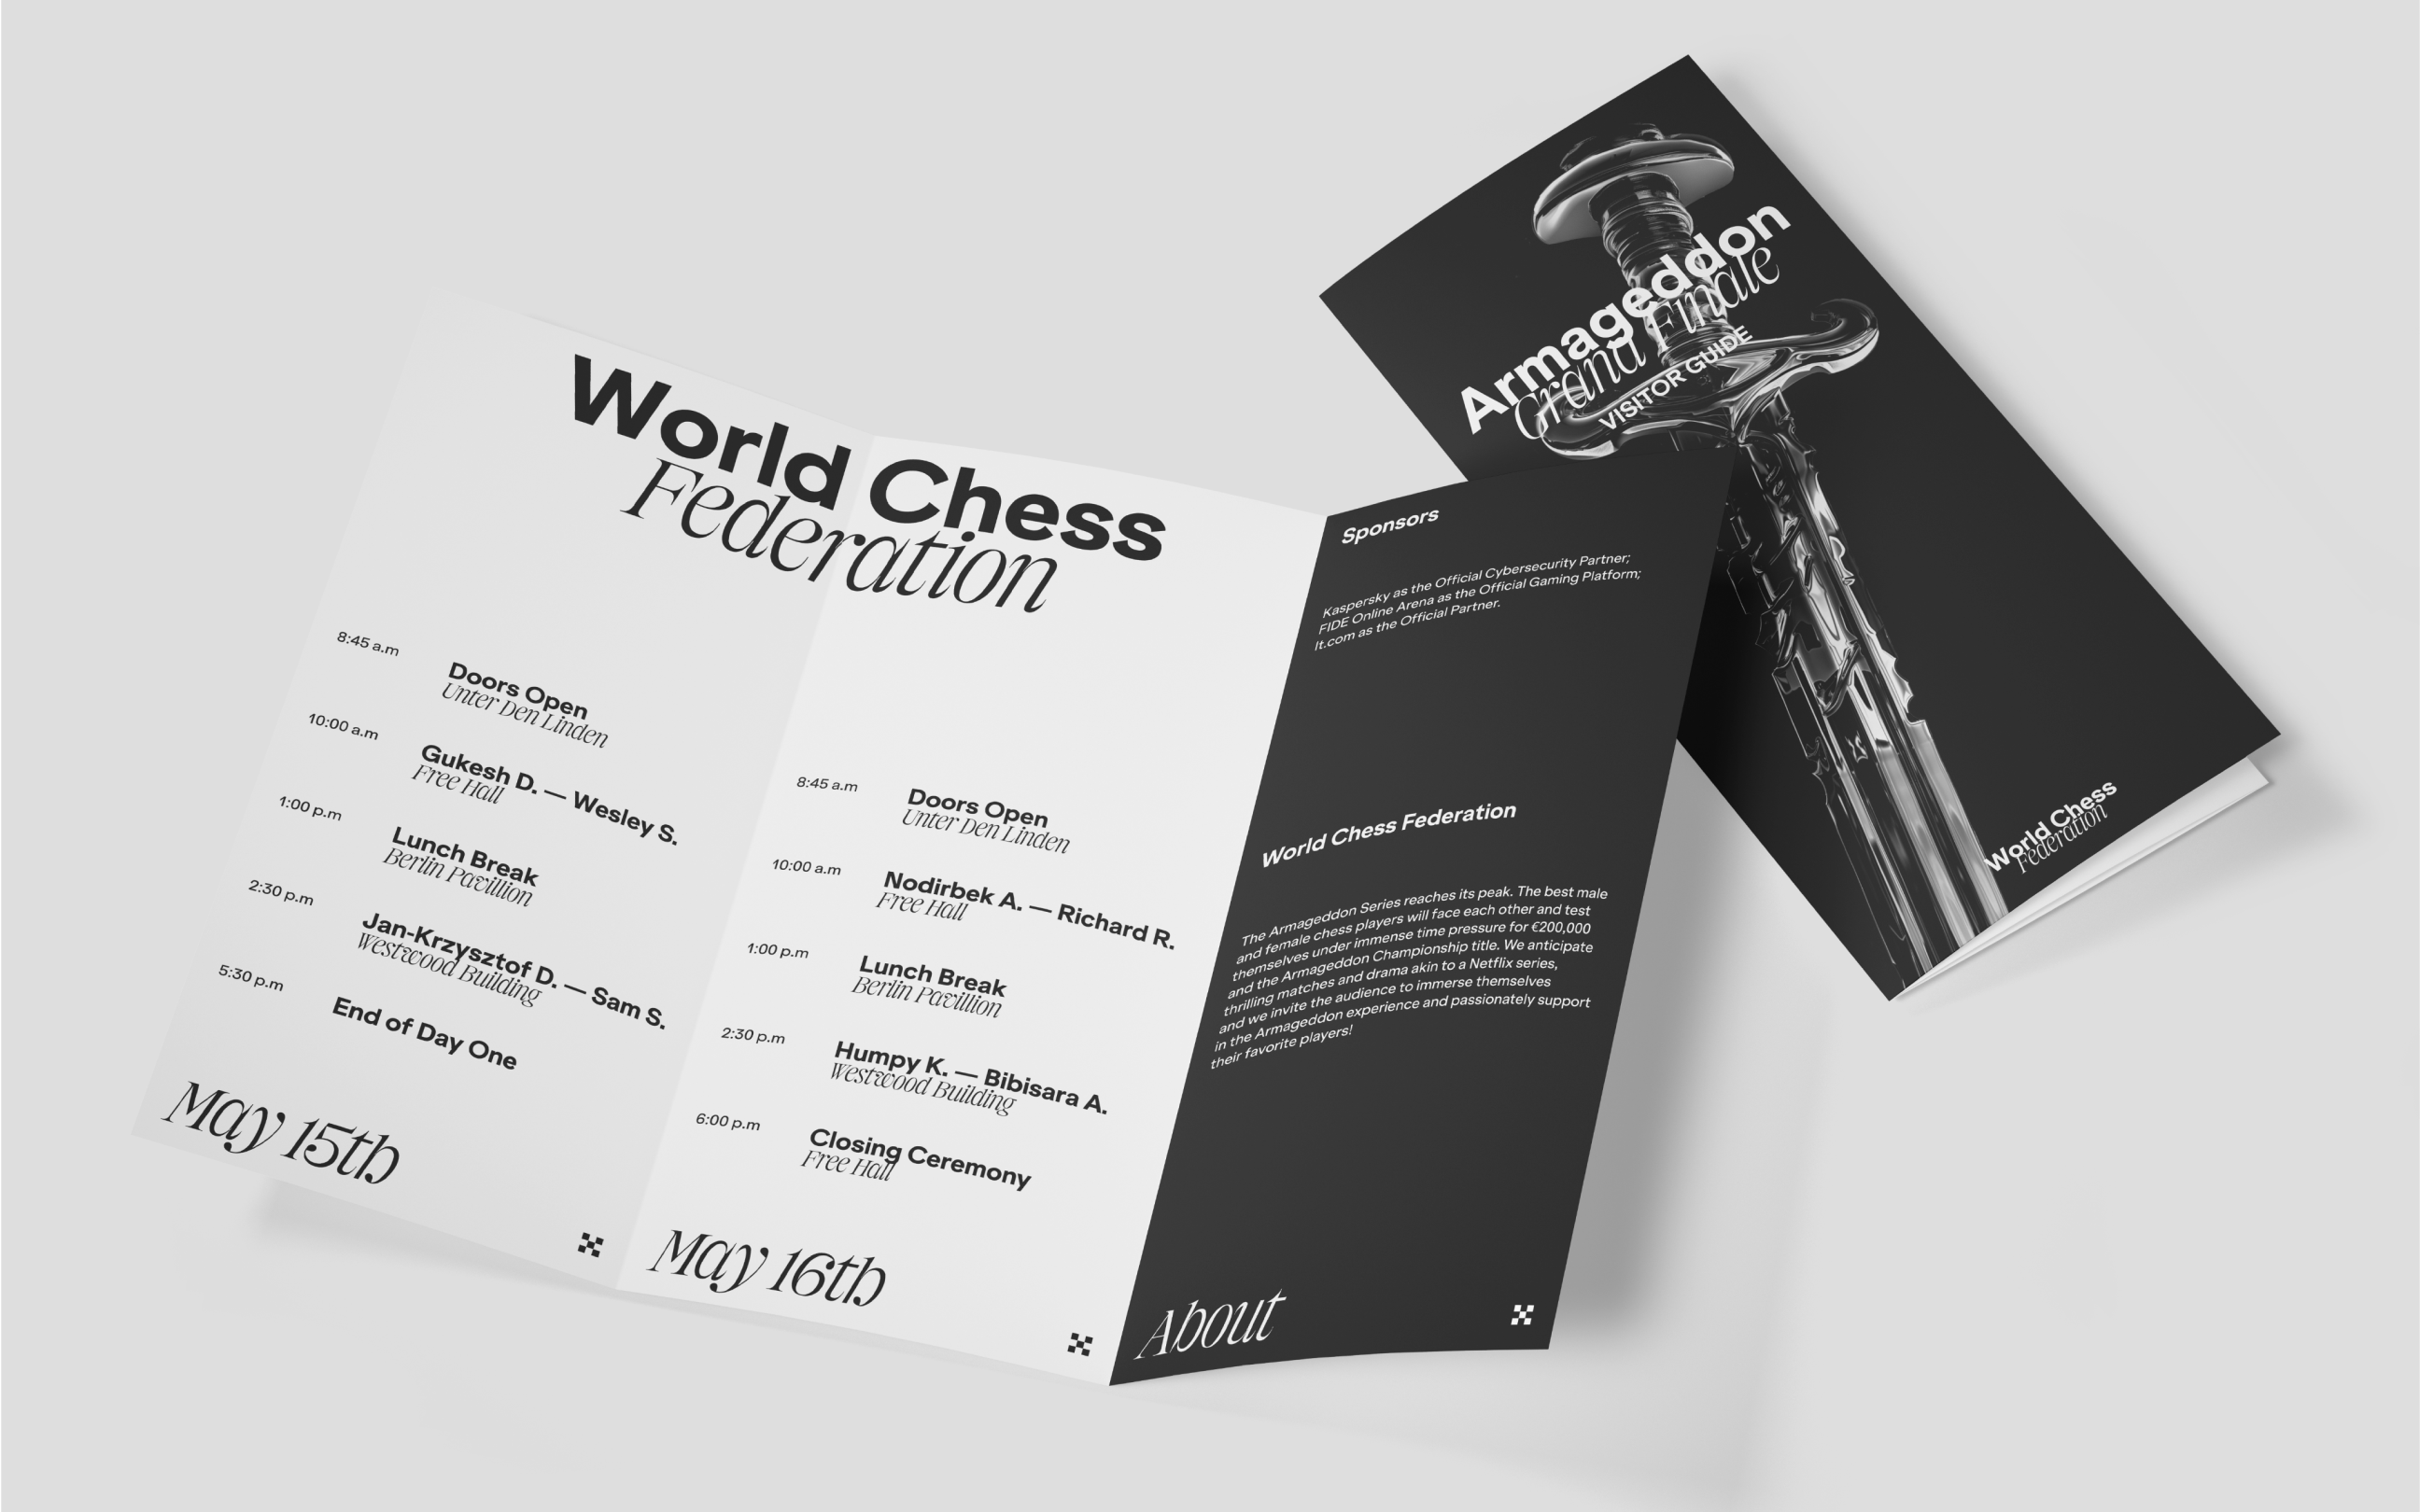 World Chess
Federation
8:45 a.m
Doors Open
Unter Den Linden
10:00 a.m
Gukesh D. — Wesley S.
Free Hall
1:00 p.m
Lunch Break
Berlin Pavillion
2:30 p.m
Jan-Krzysztof D. — Sam S.
Westwood Building
5:30 p.m
End of Day One
May 15th
8:45 a.m
Doors Open
Unter Den Linden
10:00 a.m
Nodirbek A. — Richard R.
Free Hall
1:00 p.m
Lunch Break
Berlin Pavillion
2:30 p.m
Humpy K. — Bibisara A.
Westwood Building
6:00 p.m
Closing Ceremony
Free Hall
May 16th
Sponsors
Kaspersky as the Official Cybersecurity Partner;
FIDE Online Arena as the Official Gaming Platform;
It.com as the Official Partner.
World Chess Federation
The Armageddon Series reaches its peak. The best male
and female chess players will face each other and test
themselves under immense time pressure for €200,000
and the Armageddon Championship title. We anticipate
thrilling matches and drama akin to a Netflix series,
and we invite the audience to immerse themselves
in the Armageddon experience and passionately support
their favorite players!
About
Armageddon
Grand Finale
VISITOR GUIDE
World Chess
Federation